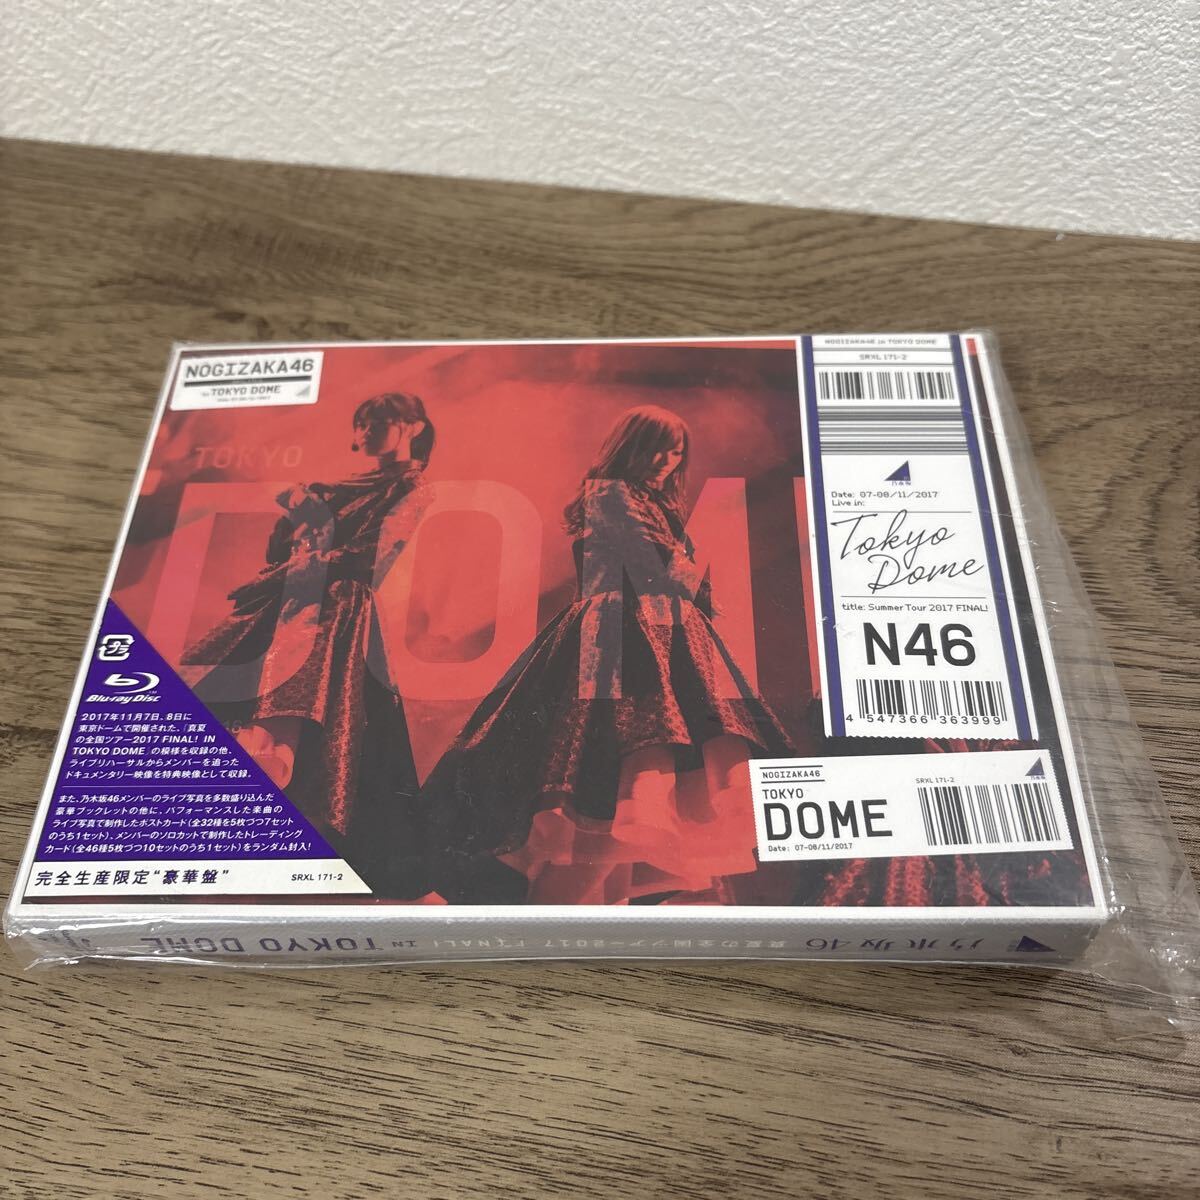 NOGIZAKA46
in TOKYO DOME
TOKYO
DOME
NOGIZAKA46 in TOKYO DOME
SRXL 171-2
乃木坂
Date: 07-08/11/2017
Live in:
Tokyo
Dome
title: Summer Tour 2017 FINAL!
N46
4 547366 363999
プラ
Blu-ray Disc
2017年11月7日、8日に
東京ドームで開催された、「真夏
の全国ツアー2017 FINAL! IN
TOKYO DOME」の模様を収録の他、
ライブリハーサルからメンバーを追った
ドキュメンタリー映像を特典映像として収録。
また、乃木坂46メンバーのライブ写真を多数盛り込んだ
豪華ブックレットの他に、パフォーマンスした楽曲の
ライブ写真で制作したポストカード(全32種を5枚づつ7セット
のうち1セット)、メンバーのソロカットで制作したトレーディング
カード(全46種5枚づつ10セットのうち1セット)をランダム封入!
完全生産限定"豪華盤"
SRXL 171-2
NOGIZAKA46
TOKYO
DOME
Date: 07-08/11/2017
SRXL 171-2
乃木坂
乃木坂46 真夏の全国ツアー2017 FINAL! IN TOKYO DOME